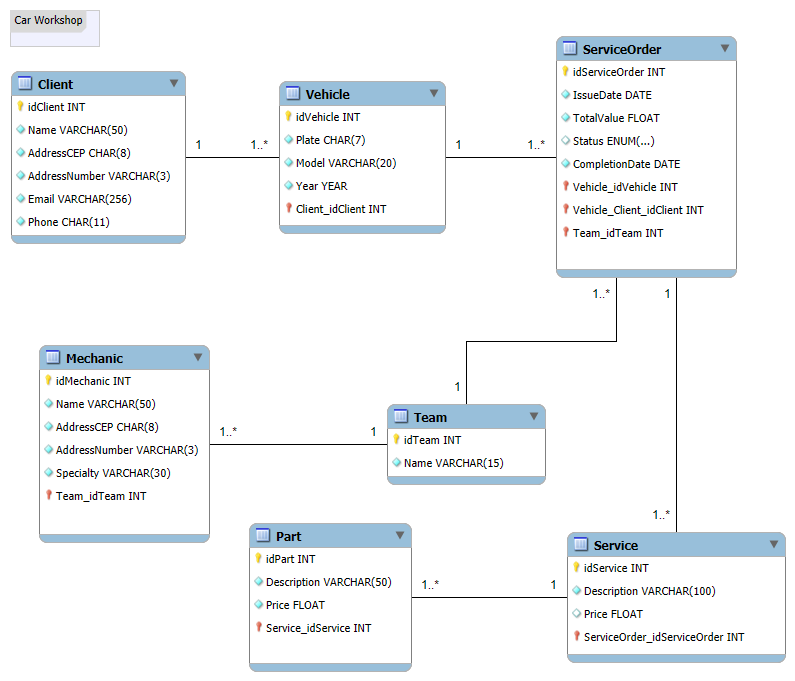 Car Workshop
Client
idClient INT
Name VARCHAR(50)
AddressCEP CHAR(8)
AddressNumber VARCHAR(3)
Email VARCHAR(256)
Phone CHAR(11)
1
1..*
Vehicle
idVehicle INT
Plate CHAR(7)
Model VARCHAR(20)
Year YEAR
Client_idClient INT
1
1..*
ServiceOrder
idServiceOrder INT
IssueDate DATE
TotalValue FLOAT
Status ENUM(...)
CompletionDate DATE
Vehicle_idVehicle INT
Vehicle_Client_idClient INT
Team_idTeam INT
1..*
1
Mechanic
idMechanic INT
Name VARCHAR(50)
AddressCEP CHAR(8)
AddressNumber VARCHAR(3)
Specialty VARCHAR(30)
Team_idTeam INT
1..*
1
1
Team
idTeam INT
Name VARCHAR(15)
Part
idPart INT
Description VARCHAR(50)
Price FLOAT
Service_idService INT
1..*
1
1..*
Service
idService INT
Description VARCHAR(100)
Price FLOAT
ServiceOrder_idServiceOrder INT